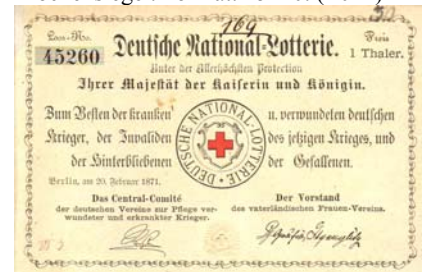 169
Loos-No. Deutsche National-Lotterie. Preis
45260 1 Thaler.
Unter der Allerhöchsten Protection
Ihrer Majestät der Kaiserin und Königin.
Zum Besten der kranken u. verwundeten deutschen
Krieger, der Invaliden des jetzigen Krieges, und
der Hinterbliebenen der Gefallenen.
DEUTSCHE NATIONAL-LOTTERIE
Berlin, am 20. Februar 1871.
Das Central-Comité Der Vorstand
der deutschen Vereine zur Pflege ver- des vaterländischen Frauen-Vereins.
wundeter und erkrankter Krieger.